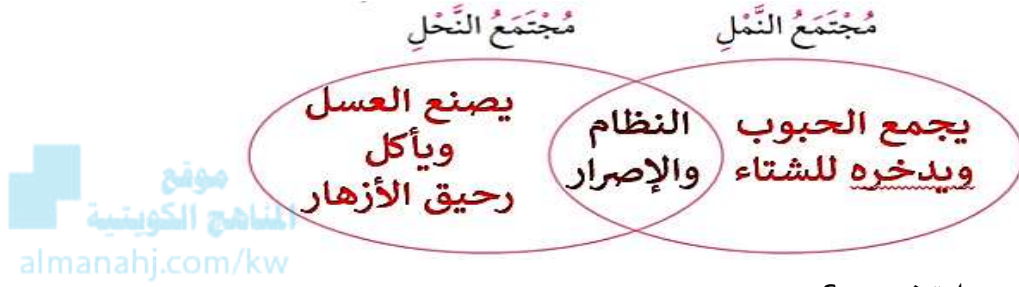 مُجْتَمَعُ النَّمْلِ
مُجْتَمَعُ النَّحْلِ
يجمع الحبوب
ويدخره للشتاء
النظام
والإصرار
يصنع العسل
ويأكل
رحيق الأزهار
موقع
المناهج الكويتية
almanahj.com/kw